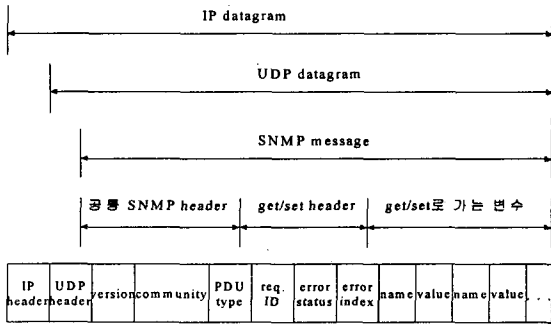 IP datagram
UDP datagram
SNMP message
공통 SNMP header
get/set header
get/set로 가는 변수
IP header
UDP header
version
community
PDU type
req. ID
error status
error index
name
value
name
value
. . .